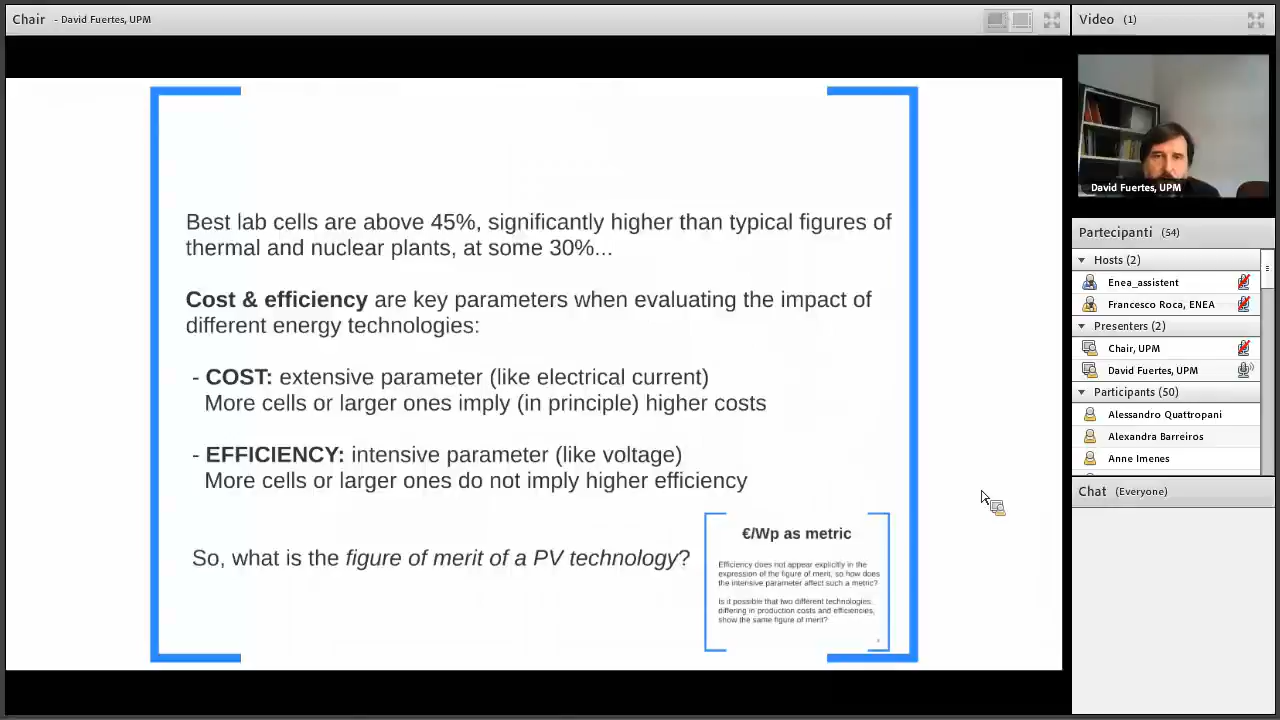 Chair - David Fuertes, UPM
Best lab cells are above 45%, significantly higher than typical figures of
thermal and nuclear plants, at some 30%...
Cost & efficiency are key parameters when evaluating the impact of
different energy technologies:
- COST: extensive parameter (like electrical current)
More cells or larger ones imply (in principle) higher costs
- EFFICIENCY: intensive parameter (like voltage)
More cells or larger ones do not imply higher efficiency
So, what is the figure of merit of a PV technology?
€/Wp as metric
Efficiency does not appear explicitly in the
expression of the figure of merit, so how does
the intensive parameter affect such a metric?
Is it possible that two different technologies,
differing in production costs and efficiencies,
show the same figure of merit?
Video (1)
David Fuertes, UPM
Partecipanti (54)
Hosts (2)
Enea_assistent
Francesco Roca, ENEA
Presenters (2)
Chair, UPM
David Fuertes, UPM
Participants (50)
Alessandro Quattropani
Alexandra Barreiros
Anne Imenes
Chat (Everyone)